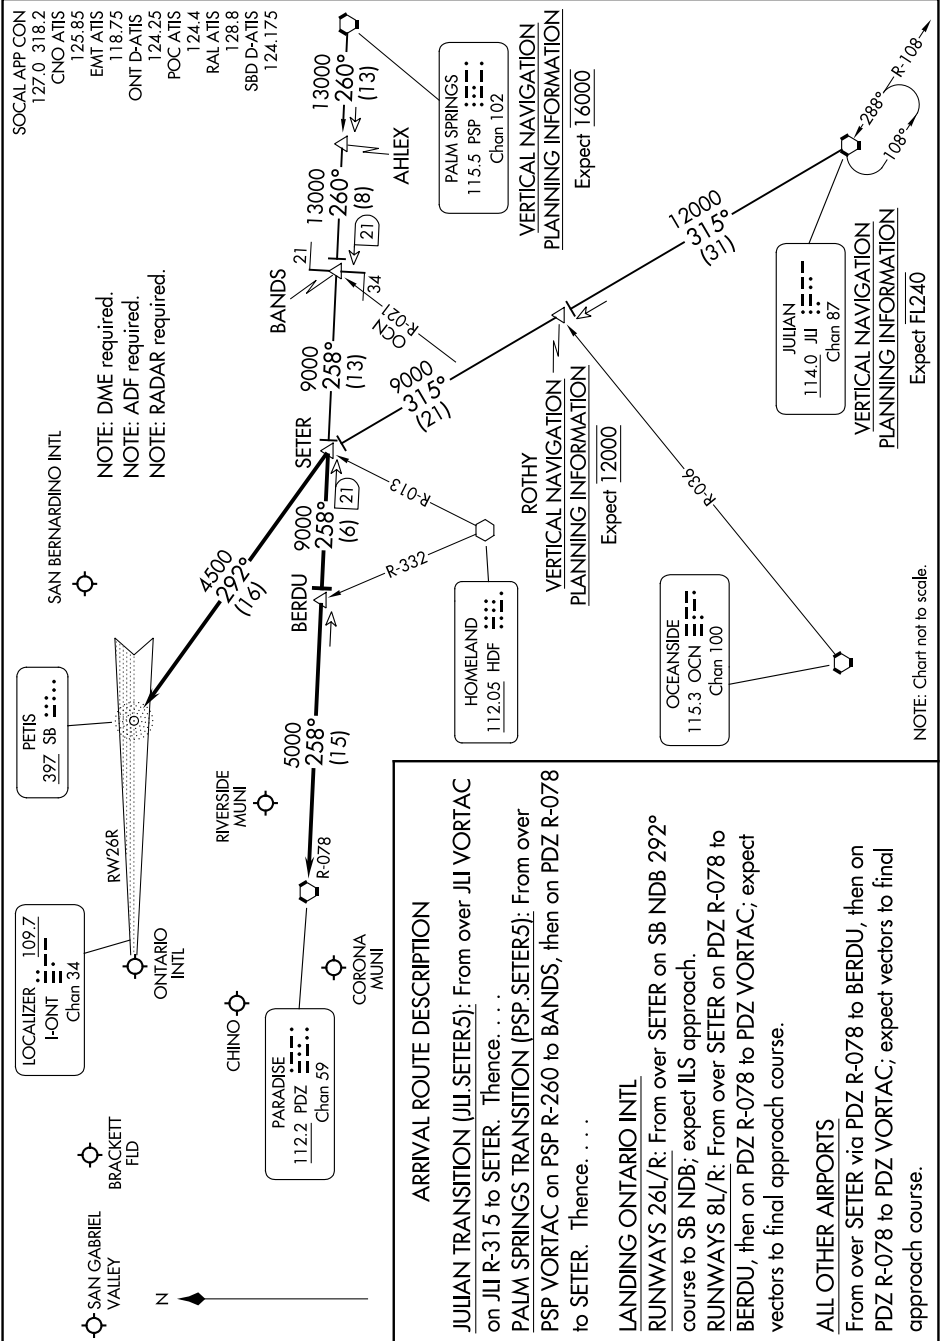 SOCAL APP CON
127.0 318.2
CNO ATIS
125.85
EMT ATIS
118.75
ONT D-ATIS
124.25
POC ATIS
124.4
RAL ATIS
128.8
SBD D-ATIS
124.175
NOTE: DME required.
NOTE: ADF required.
NOTE: RADAR required.
SAN BERNARDINO INTL
PETIS
397 SB
LOCALIZER 109.7
I-ONT
Chan 34
RW26R
ONTARIO
INTL
BRACKETT
FLD
SAN GABRIEL
VALLEY
N
CHINO
RIVERSIDE
MUNI
CORONA
MUNI
PARADISE
112.2 PDZ
Chan 59
R-078
5000
258°
(15)
BERDU
9000
258°
(6)
21
4500
292°
(16)
SETER
9000
258°
(13)
BANDS
21
34
21
13000
260°
(8)
AHLEX
13000
260°
(13)
PALM SPRINGS
115.5 PSP
Chan 102
VERTICAL NAVIGATION
PLANNING INFORMATION
Expect 16000
OCN
R-021
9000
315°
(21)
R-013
R-332
HOMELAND
112.05 HDF
ROTHY
VERTICAL NAVIGATION
PLANNING INFORMATION
Expect 12000
12000
315°
(31)
R-036
OCEANSIDE
115.3 OCN
Chan 100
JULIAN
114.0 JLI
Chan 87
VERTICAL NAVIGATION
PLANNING INFORMATION
Expect FL240
288°
R-108
108°
NOTE: Chart not to scale.
ARRIVAL ROUTE DESCRIPTION
JULIAN TRANSITION (JLI.SETER5): From over JLI VORTAC
on JLI R-315 to SETER. Thence. . . .
PALM SPRINGS TRANSITION (PSP.SETER5): From over
PSP VORTAC on PSP R-260 to BANDS, then on PDZ R-078
to SETER. Thence. . . .
LANDING ONTARIO INTL
RUNWAYS 26L/R: From over SETER on SB NDB 292°
course to SB NDB; expect ILS approach.
RUNWAYS 8L/R: From over SETER on PDZ R-078 to
BERDU, then on PDZ R-078 to PDZ VORTAC; expect
vectors to final approach course.
ALL OTHER AIRPORTS
From over SETER via PDZ R-078 to BERDU, then on
PDZ R-078 to PDZ VORTAC; expect vectors to final
approach course.